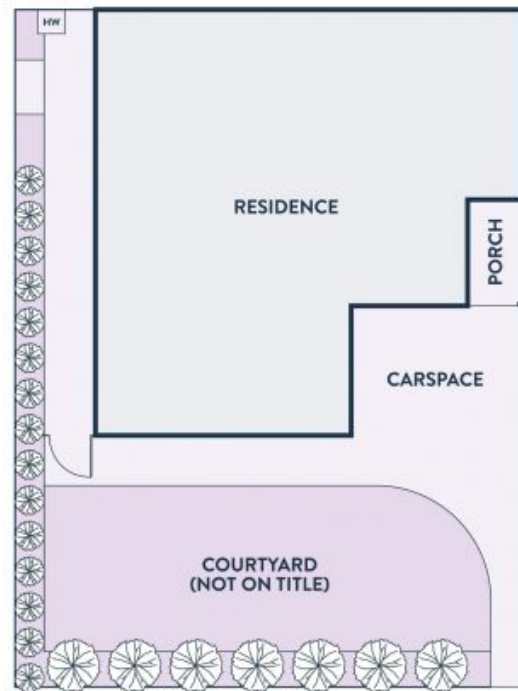 HW
RESIDENCE
PORCH
CARSPACE
COURTYARD
(NOT ON TITLE)